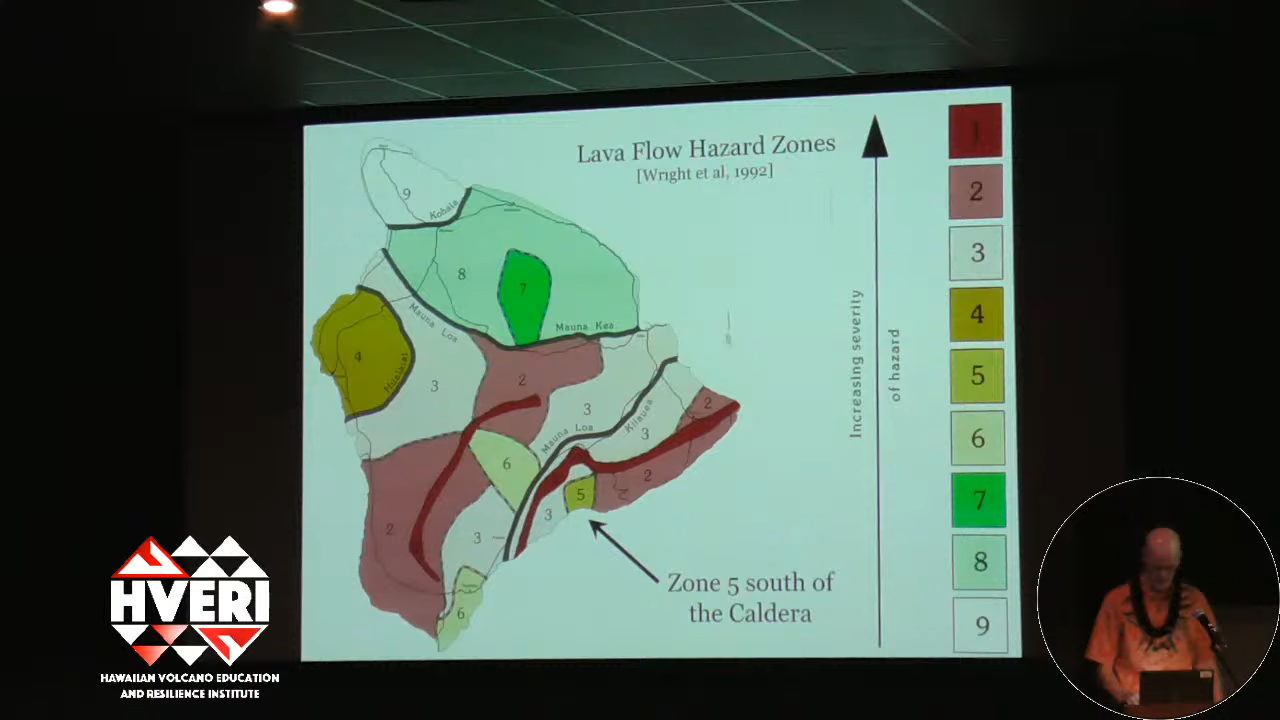 Lava Flow Hazard Zones
[Wright et al, 1992]
1
2
3
4
5
6
7
8
9
Increasing severity
of hazard
9
Kohala
8
7
Mauna Loa
Mauna Kea
4
Hualalai
3
2
3
2
Mauna Loa
Kilauea
3
6
2
5
3
2
3
6
Zone 5 south of
the Caldera
HVERI
HAWAIIAN VOLCANO EDUCATION
AND RESILIENCE INSTITUTE